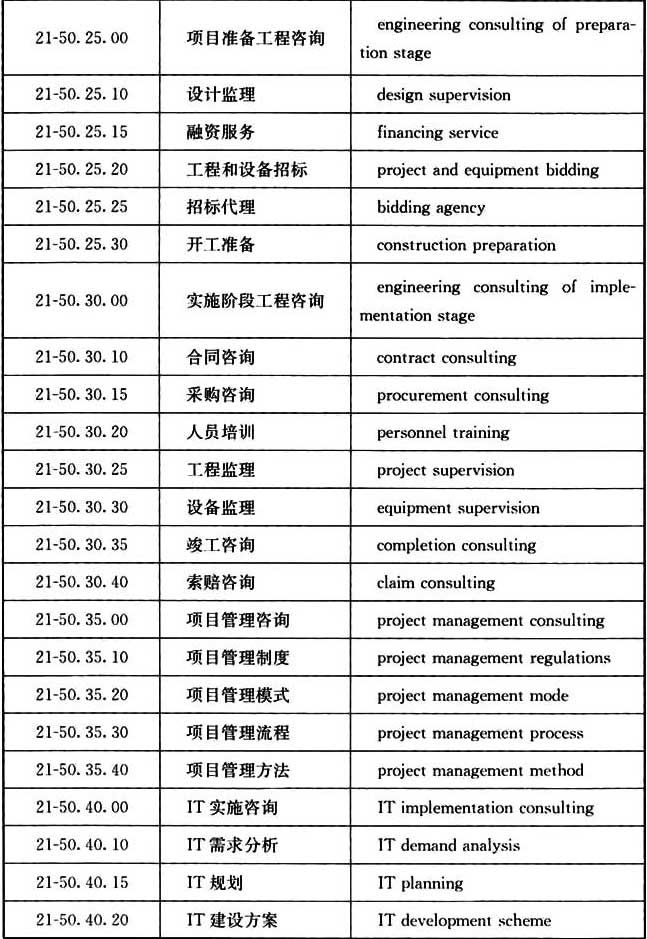 21-50. 25. 00 项目准备工程咨询 engineering consulting of prepara-
tion stage
21-50. 25. 10 设计监理 design supervision
21-50. 25. 15 融资服务 financing service
21-50. 25. 20 工程和设备招标 project and equipment bidding
21-50. 25. 25 招标代理 bidding agency
21-50. 25. 30 开工准备 construction preparation
21-50. 30. 00 实施阶段工程咨询 engineering consulting of imple-
mentation stage
21-50. 30. 10 合同咨询 contract consulting
21-50. 30. 15 采购咨询 procurement consulting
21-50. 30. 20 人员培训 personnel training
21-50. 30. 25 工程监理 project supervision
21-50. 30. 30 设备监理 equipment supervision
21-50. 30. 35 竣工咨询 completion consulting
21-50. 30. 40 索赔咨询 claim consulting
21-50. 35. 00 项目管理咨询 project management consulting
21-50. 35. 10 项目管理制度 project management regulations
21-50. 35. 20 项目管理模式 project management mode
21-50. 35. 30 项目管理流程 project management process
21-50. 35. 40 项目管理方法 project management method
21-50. 40. 00 IT 实施咨询 IT implementation consulting
21-50. 40. 10 IT 需求分析 IT demand analysis
21-50. 40. 15 IT 规划 IT planning
21-50. 40. 20 IT 建设方案 IT development scheme